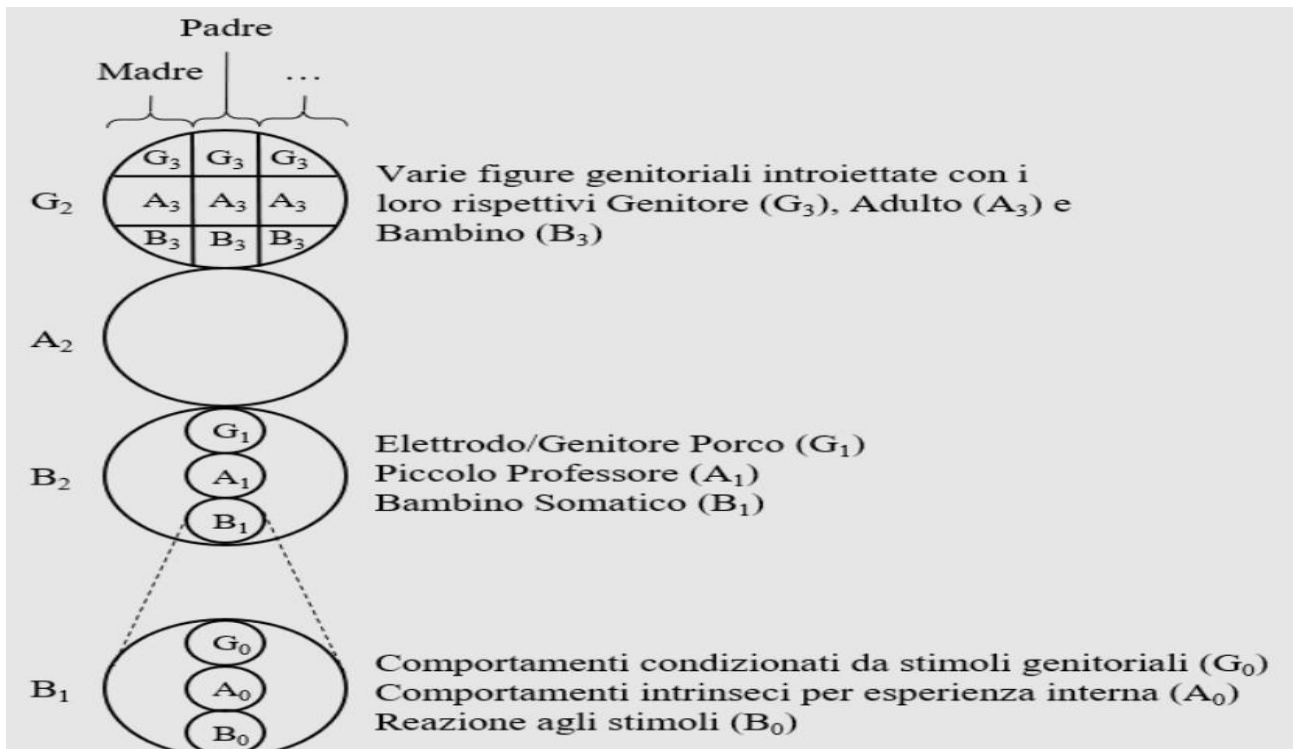 Padre
Madre ...
G₃ G₃ G₃
G₂ A₃ A₃ A₃
B₃ B₃ B₃
Varie figure genitoriali introiettate con i
loro rispettivi Genitore (G₃), Adulto (A₃) e
Bambino (B₃)
A₂
B₂
G₁
A₁
B₁
Elettrodo/Genitore Porco (G₁)
Piccolo Professore (A₁)
Bambino Somatico (B₁)
B₁
G₀
A₀
B₀
Comportamenti condizionati da stimoli genitoriali (G₀)
Comportamenti intrinseci per esperienza interna (A₀)
Reazione agli stimoli (B₀)